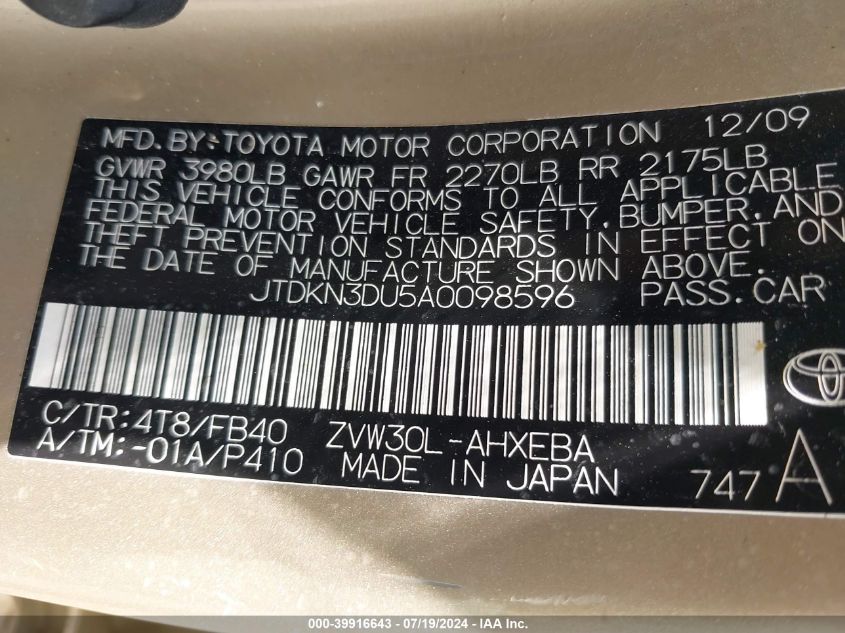 MFD.BY: TOYOTA MOTOR CORPORATION 12/09
GVWR 3980LB GAWR FR 2270LB RR 2175LB
THIS VEHICLE CONFORMS TO ALL APPLICABLE
FEDERAL MOTOR VEHICLE SAFETY, BUMPER, AND
THEFT PREVENTION STANDARDS IN EFFECT ON
THE DATE OF MANUFACTURE SHOWN ABOVE.
JTDKN3DU5A0098596 PASS.CAR
C/TR:4T8/FB40 ZVW30L-AHXEBA
A/TM:-01A/P410 MADE IN JAPAN 747 A
000-39916643 - 07/19/2024 - IAA Inc.